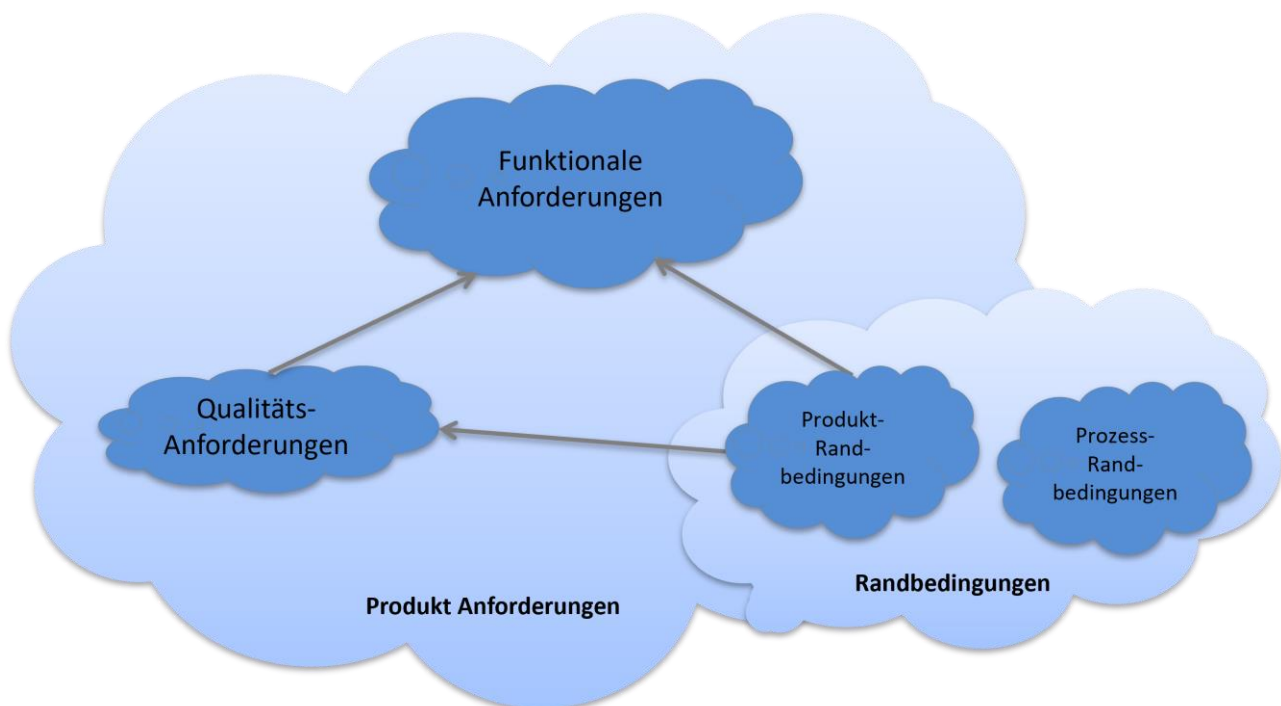 Funktionale
Anforderungen
Qualitäts-
Anforderungen
Produkt-
Rand-
bedingungen
Prozess-
Rand-
bedingungen
Randbedingungen
Produkt Anforderungen